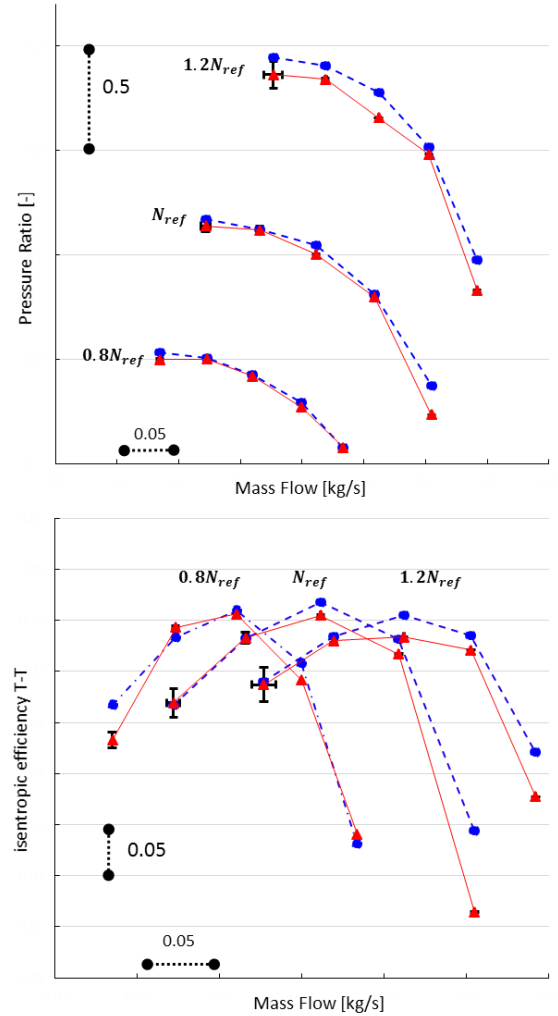 1.2N_ref
0.5
Pressure Ratio [-]
N_ref
0.8N_ref
0.05
Mass Flow [kg/s]
0.8N_ref N_ref 1.2N_ref
isentropic efficiency T-T
0.05
0.05
Mass Flow [kg/s]